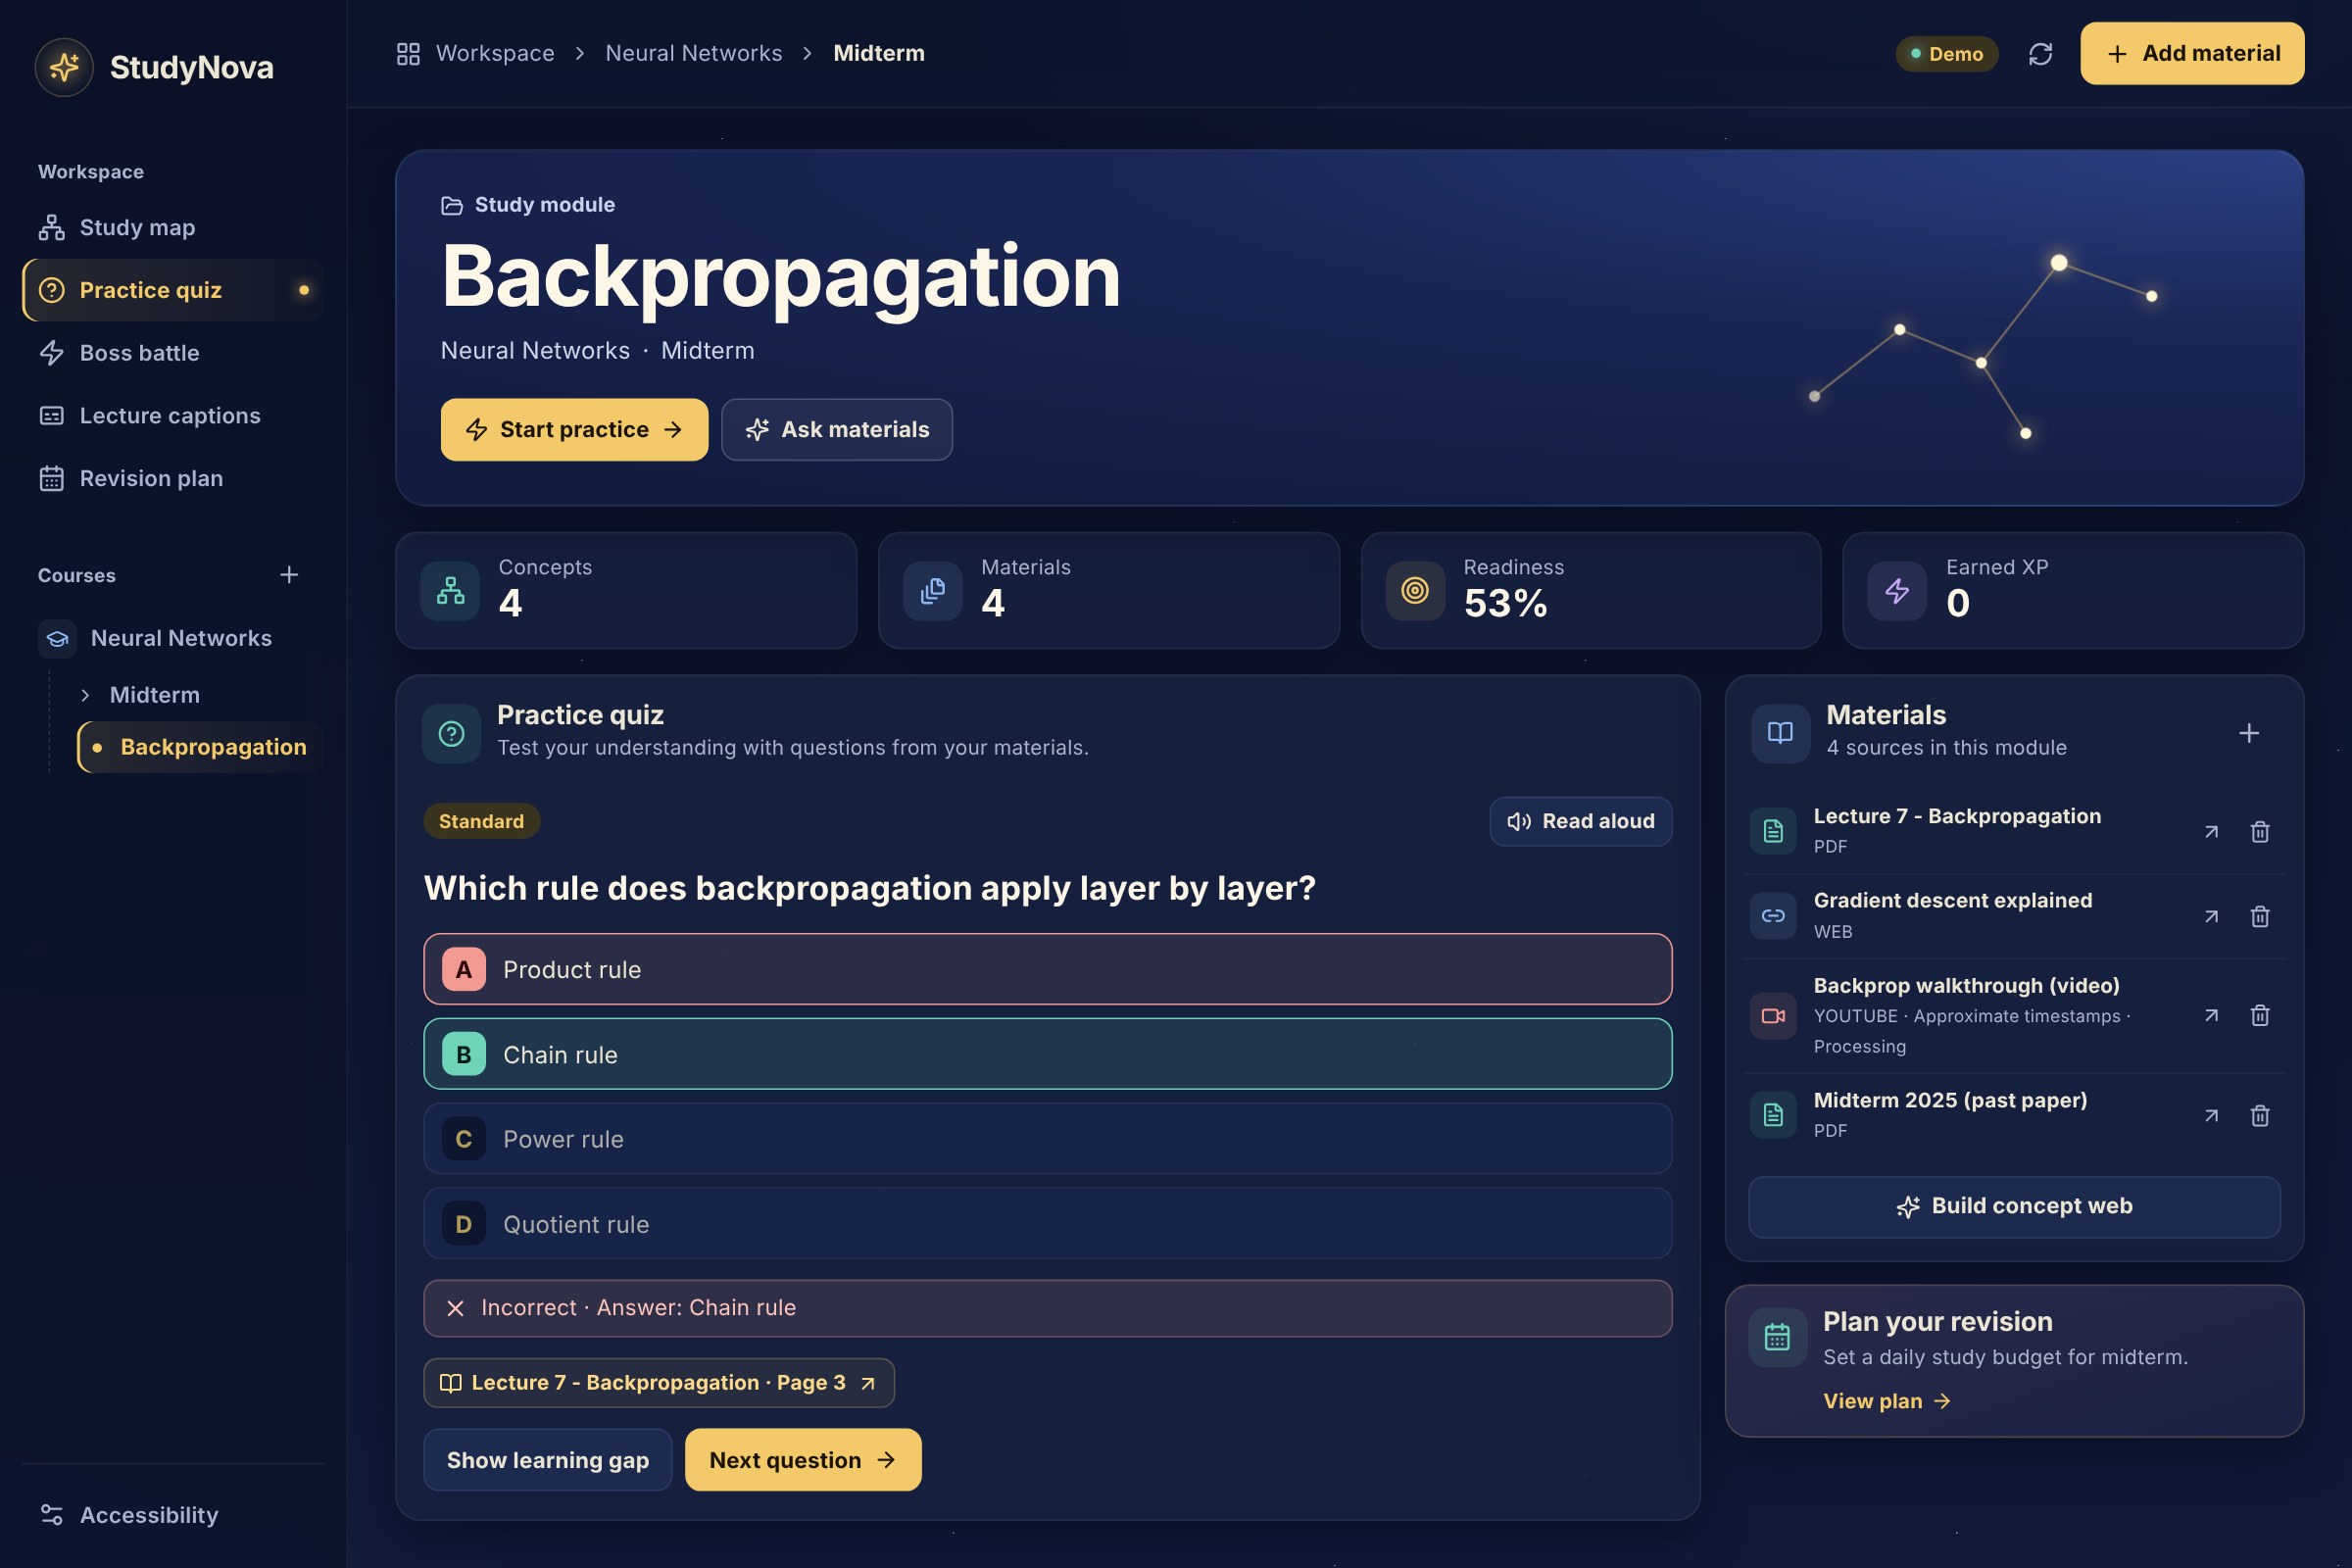 StudyNova
Workspace
Study map
Practice quiz
Boss battle
Lecture captions
Revision plan
Courses
Neural Networks
Midterm
Backpropagation
Accessibility
Workspace > Neural Networks > Midterm
Demo
Add material
Study module
Backpropagation
Neural Networks · Midterm
Start practice
Ask materials
Concepts
4
Materials
4
Readiness
53%
Earned XP
0
Practice quiz
Test your understanding with questions from your materials.
Standard
Read aloud
Which rule does backpropagation apply layer by layer?
A Product rule
B Chain rule
C Power rule
D Quotient rule
Incorrect · Answer: Chain rule
Lecture 7 - Backpropagation · Page 3
Show learning gap
Next question
Materials
4 sources in this module
Lecture 7 - Backpropagation
PDF
Gradient descent explained
WEB
Backprop walkthrough (video)
YOUTUBE · Approximate timestamps ·
Processing
Midterm 2025 (past paper)
PDF
Build concept web
Plan your revision
Set a daily study budget for midterm.
View plan